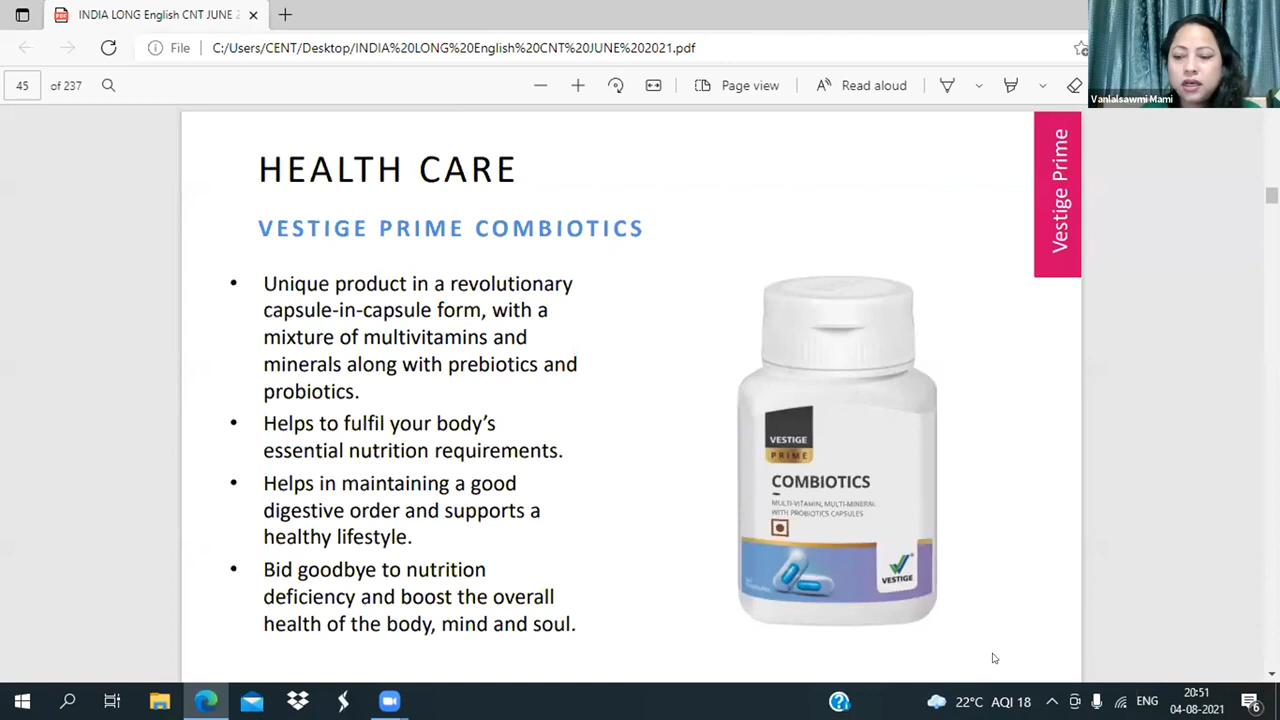 INDIA LONG English CNT JUNE 2
File
C:/Users/CENT/Desktop/INDIA%20LONG%20English%20CNT%20JUNE%202021.pdf
45
of 237
Page view
Read aloud
Vanlalsawmi Mami
HEALTH CARE
Vestige Prime
VESTIGE PRIME COMBIOTICS
• Unique product in a revolutionary
capsule-in-capsule form, with a
mixture of multivitamins and
minerals along with prebiotics and
probiotics.
• Helps to fulfil your body’s
essential nutrition requirements.
• Helps in maintaining a good
digestive order and supports a
healthy lifestyle.
• Bid goodbye to nutrition
deficiency and boost the overall
health of the body, mind and soul.
VESTIGE
PRIME
COMBIOTICS
MULTI-VITAMIN, MULTI-MINERAL
WITH PROBIOTICS CAPSULES
VESTIGE
22°C AQI 18
ENG
20:51
04-08-2021
6